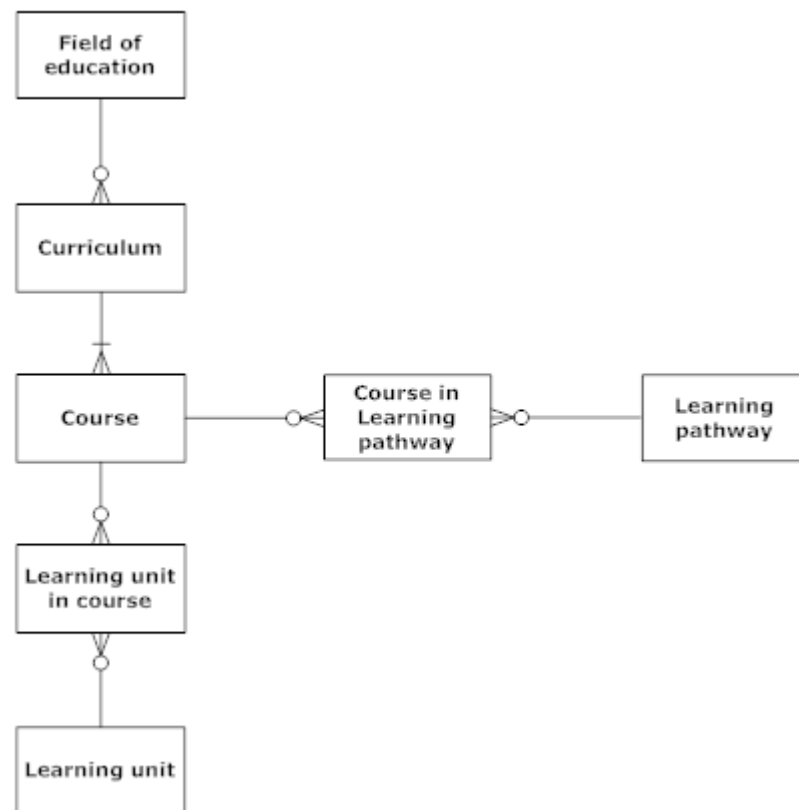 Field of
education
Curriculum
Course
Course in
Learning
pathway
Learning
pathway
Learning unit
in course
Learning unit